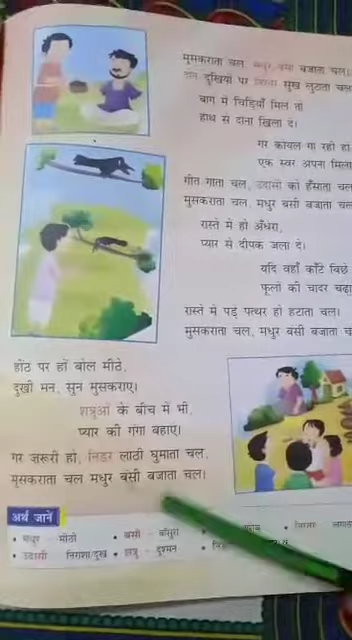 मुसकराता चल, मधुर बंसी बजाता चल।
दुखियों पर सुख लुटाता चल
बाग में चिड़ियाँ मिल तो
हाथ से दाना खिला दे।
गर कोयल गा रही हो
एक स्वर अपना मिला
गीत गाता चल, उदासों को हँसाता चल
मुसकराता चल, मधुर बंसी बजाता चल
रास्ते में हो अँधेरा,
प्यार से दीपक जला दे।
यदि वहाँ काँटे बिछे
फूलों की चादर चढ़ा
रास्ते में पड़े पत्थर हो हटाता चल।
मुसकराता चल, मधुर बंसी बजाता च
होंठ पर हों बोल मीठे,
दुखी मन, सुन मुसकराए।
शत्रुओं के बीच में भी,
प्यार की गंगा बहाए।
गर ज़रूरी हो, निडर लाठी घुमाता चल,
मुसकराता चल मधुर बंसी बजाता चल।
अर्थ जानें
• मधुर – मीठी • बंसी – बाँसुरी
• उदासी – निराशा/दुख • शत्रु – दुश्मन